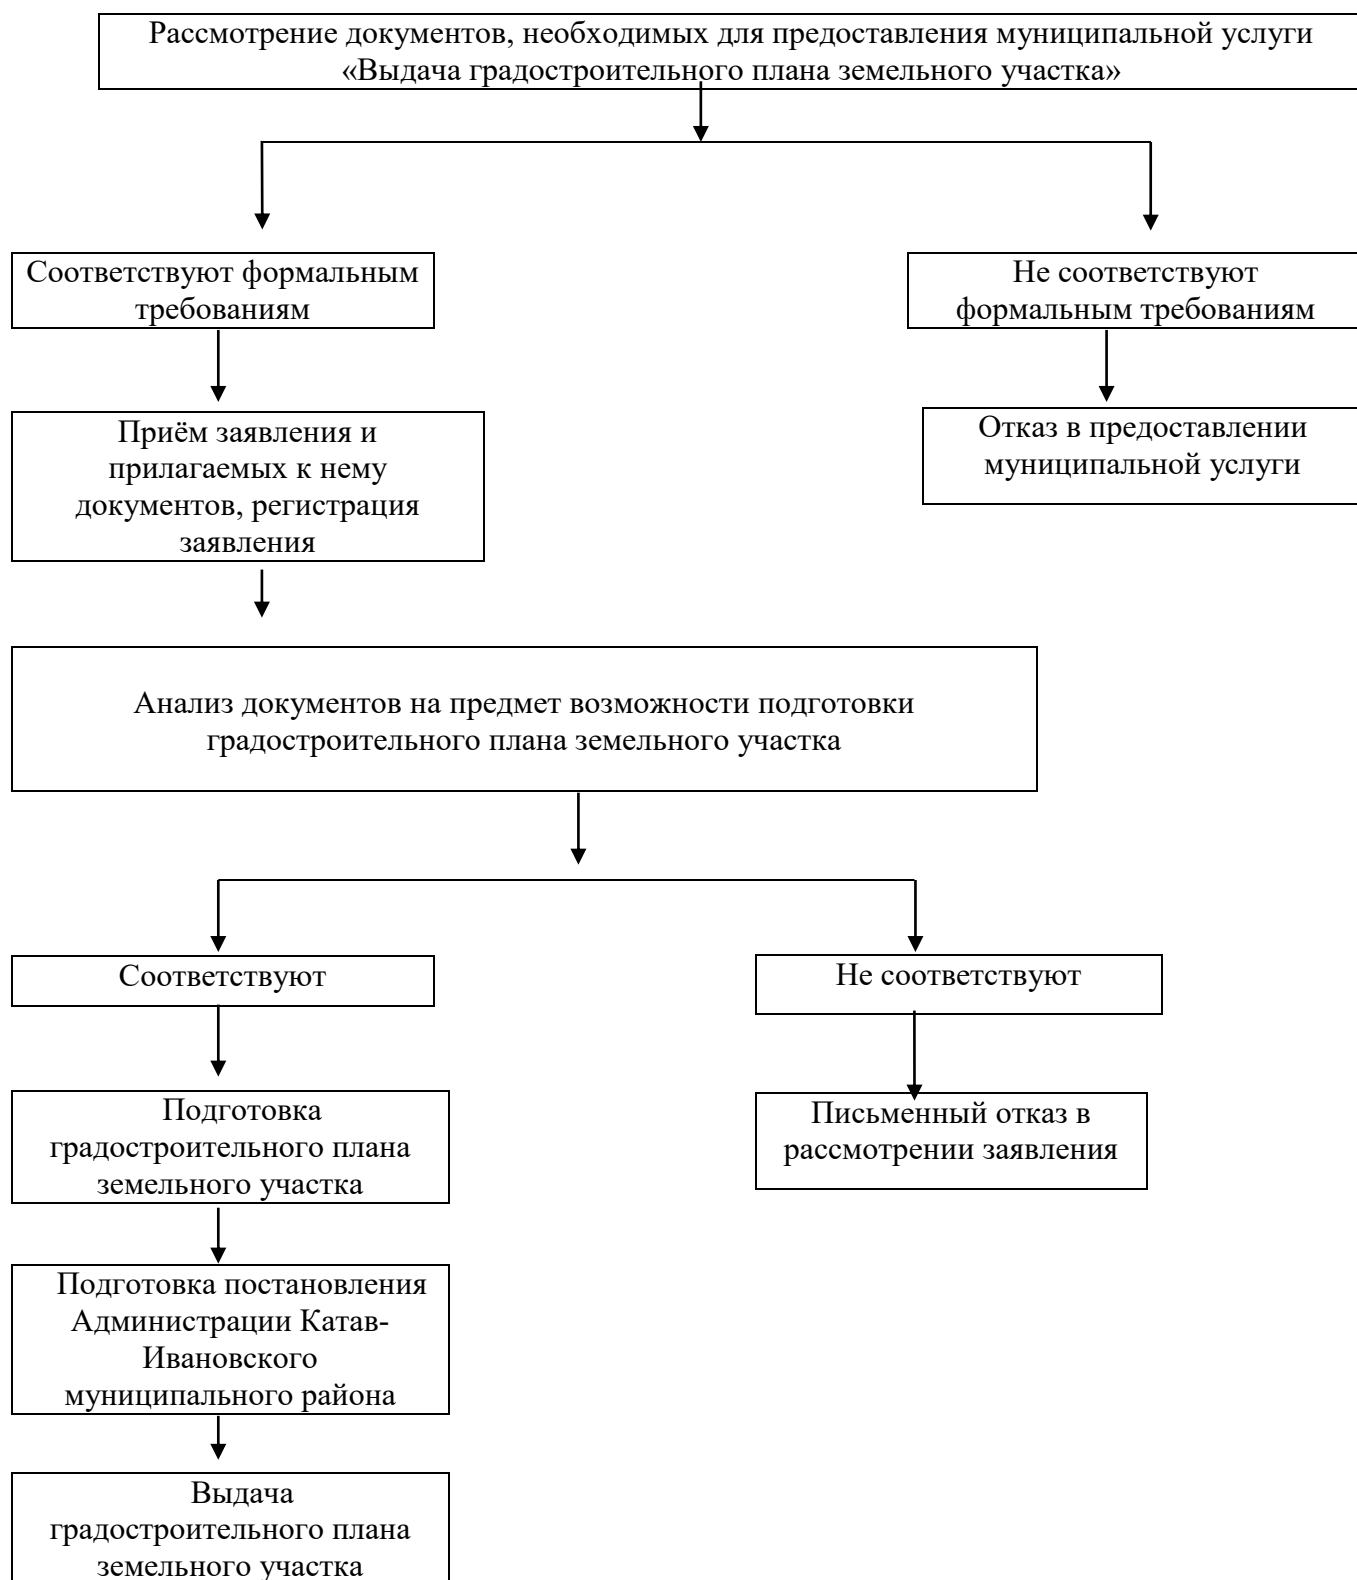 Рассмотрение документов, необходимых для предоставления муниципальной услуги
«Выдача градостроительного плана земельного участка»
Соответствуют формальным
требованиям
Не соответствуют
формальным требованиям
Приём заявления и
прилагаемых к нему
документов, регистрация
заявления
Отказ в предоставлении
муниципальной услуги
Анализ документов на предмет возможности подготовки
градостроительного плана земельного участка
Соответствуют
Не соответствуют
Подготовка
градостроительного плана
земельного участка
Письменный отказ в
рассмотрении заявления
Подготовка постановления
Администрации Катав-
Ивановского
муниципального района
Выдача
градостроительного плана
земельного участка